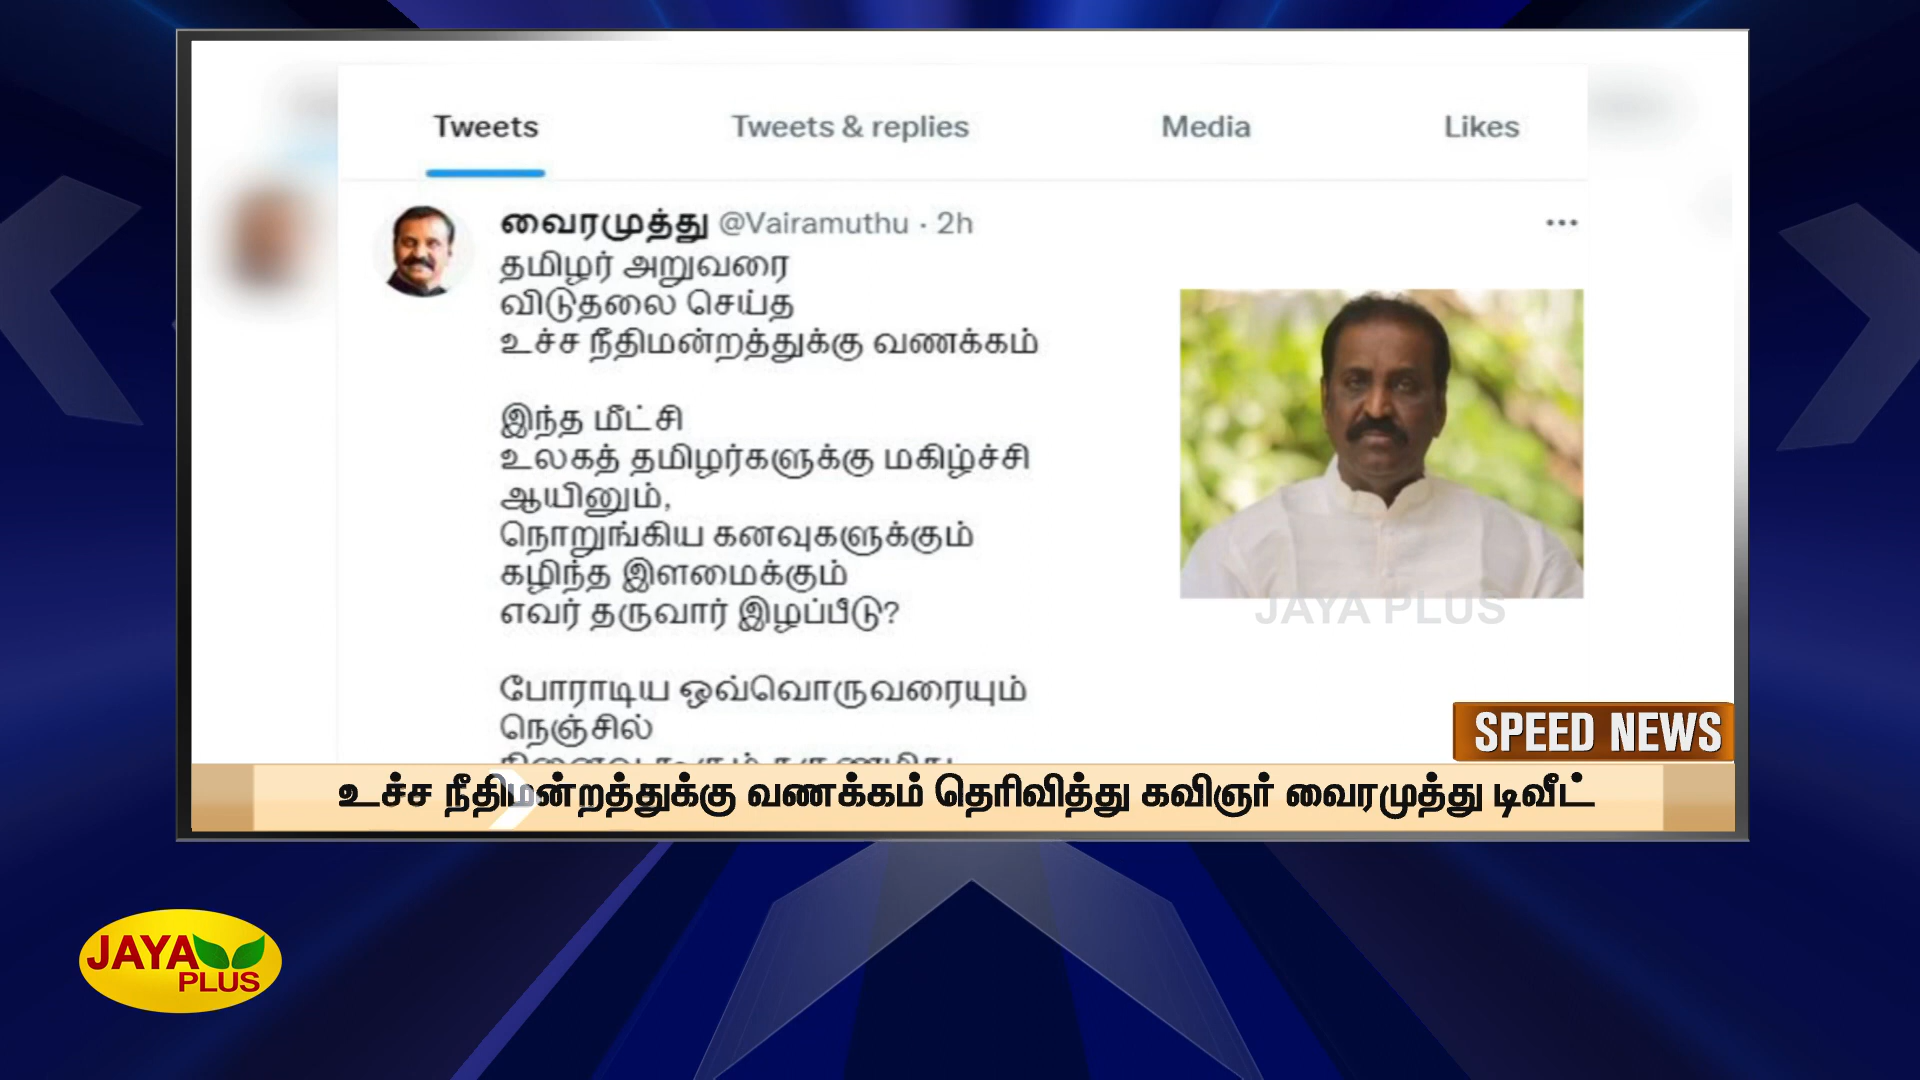 Tweets Tweets & replies Media Likes
வைரமுத்து @Vairamuthu · 2h
தமிழர் அறுவரை
விடுதலை செய்த
உச்ச நீதிமன்றத்துக்கு வணக்கம்
இந்த மீட்சி
உலகத் தமிழர்களுக்கு மகிழ்ச்சி
ஆயினும்,
நொறுங்கிய கனவுகளுக்கும்
கழிந்த இளமைக்கும்
எவர் தருவார் இழப்பீடு?
போராடிய ஒவ்வொருவரையும்
நெஞ்சில்
JAYA PLUS
SPEED NEWS
உச்ச நீதிமன்றத்துக்கு வணக்கம் தெரிவித்து கவிஞர் வைரமுத்து டிவீட்
JAYA
PLUS